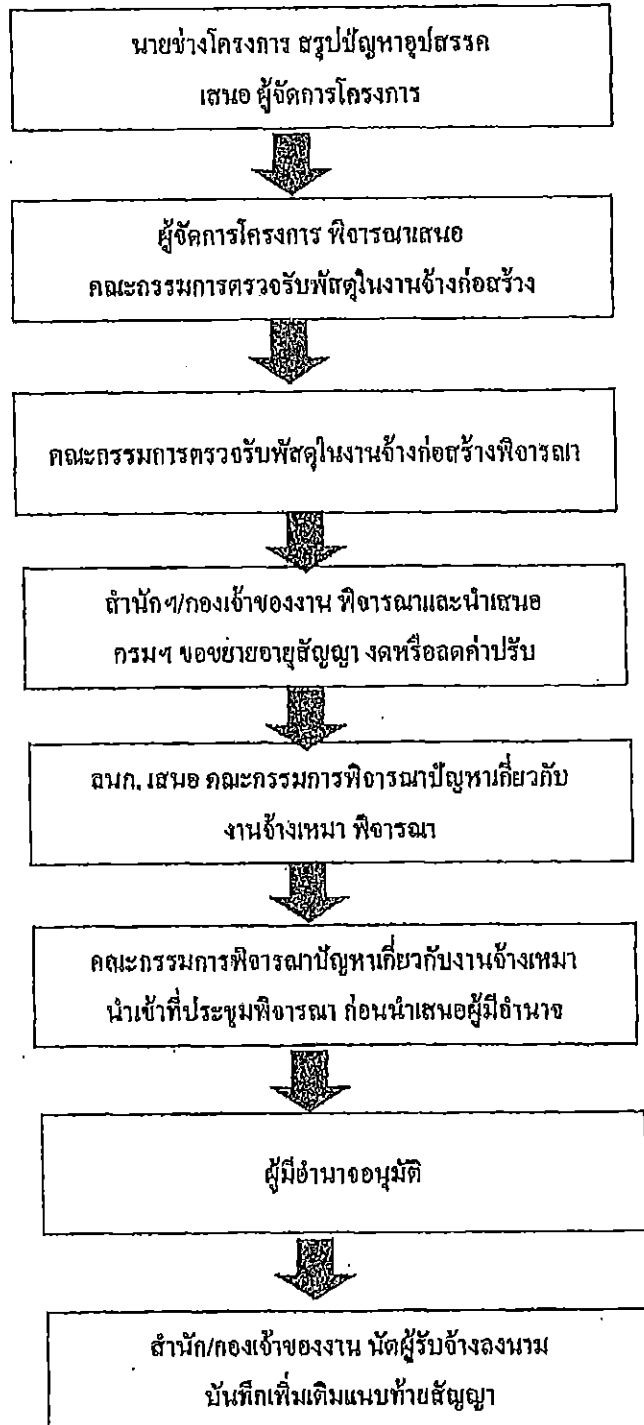 นายช่างโครงการ สรุปปัญหาอุปสรรค
เสนอ ผู้จัดการโครงการ
ผู้จัดการโครงการ พิจารณาเสนอ
คณะกรรมการตรวจรับพัสดุในงานจ้างก่อสร้าง
คณะกรรมการตรวจรับพัสดุในงานจ้างก่อสร้างพิจารณา
สำนักฯ/กองเจ้าของงาน พิจารณาและนำเสนอ
กรมฯ ขอขยายอายุสัญญา งดหรือลดค่าปรับ
ลนก. เสนอ คณะกรรมการพิจารณาปัญหาเกี่ยวกับ
งานจ้างเหมา พิจารณา
คณะกรรมการพิจารณาปัญหาเกี่ยวกับงานจ้างเหมา
นำเข้าที่ประชุมพิจารณา ก่อนนำเสนอผู้มีอำนาจ
ผู้มีอำนาจอนุมัติ
สำนัก/กองเจ้าของงาน นัดผู้รับจ้างลงนาม
บันทึกเพิ่มเติมแนบท้ายสัญญา